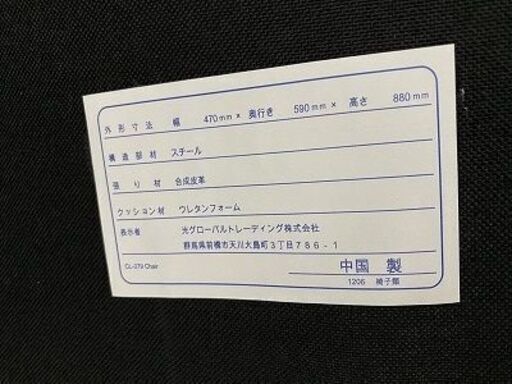 外形寸法 幅 470mm× 奥行き 590mm× 高さ 880mm
構造部材 スチール
張り材 合成皮革
クッション材 ウレタンフォーム
表示者 光グローバルトレーディング株式会社
群馬県前橋市天川大島町3丁目786-1
CL-279 Chair
中国 製
1206 椅子類